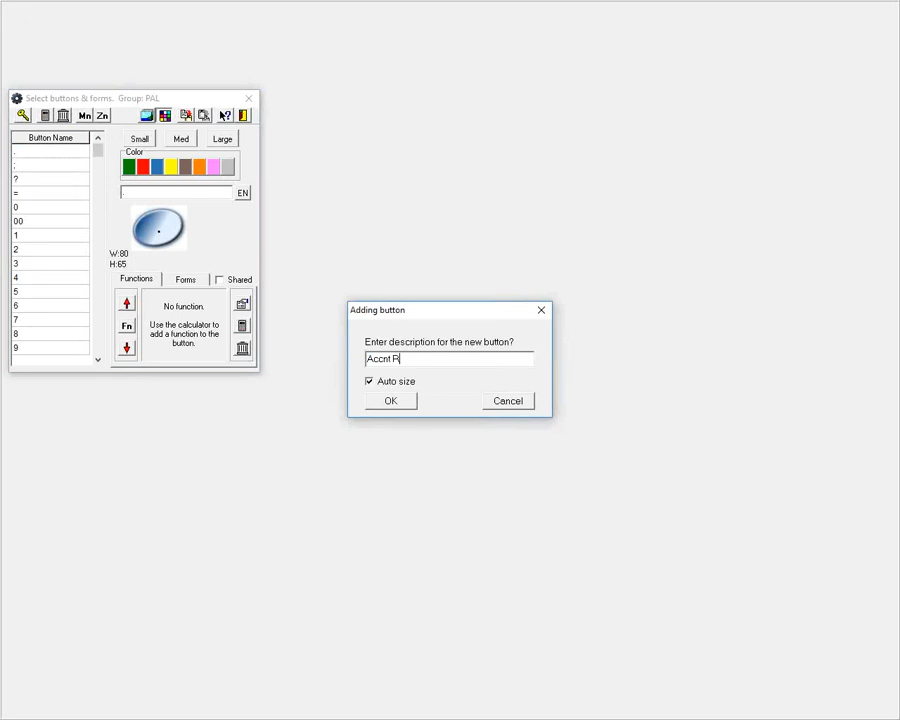 Select buttons & forms. Group: PAL
Mn Zn
Button Name
.
;
?
=
0
00
1
2
3
4
5
6
7
8
9
Small Med Large
Color
. EN
W:80
H:65
Functions Forms Shared
Fn
No function.
Use the calculator to
add a function to the
button.
Adding button
Enter description for the new button?
Accnt R
Auto size
OK Cancel